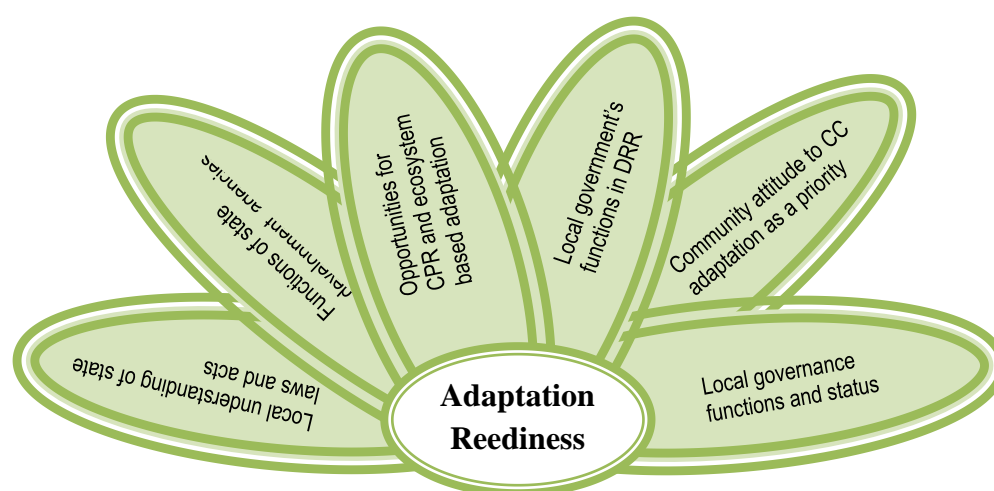 Local understanding of state
laws and acts
Functions of state
development agencies
Opportunities for
CPR and ecosystem
based adaptation
Local government's
functions in DRR
Community attitude to CC
adaptation as a priority
Local governance
functions and status
Adaptation
Reediness